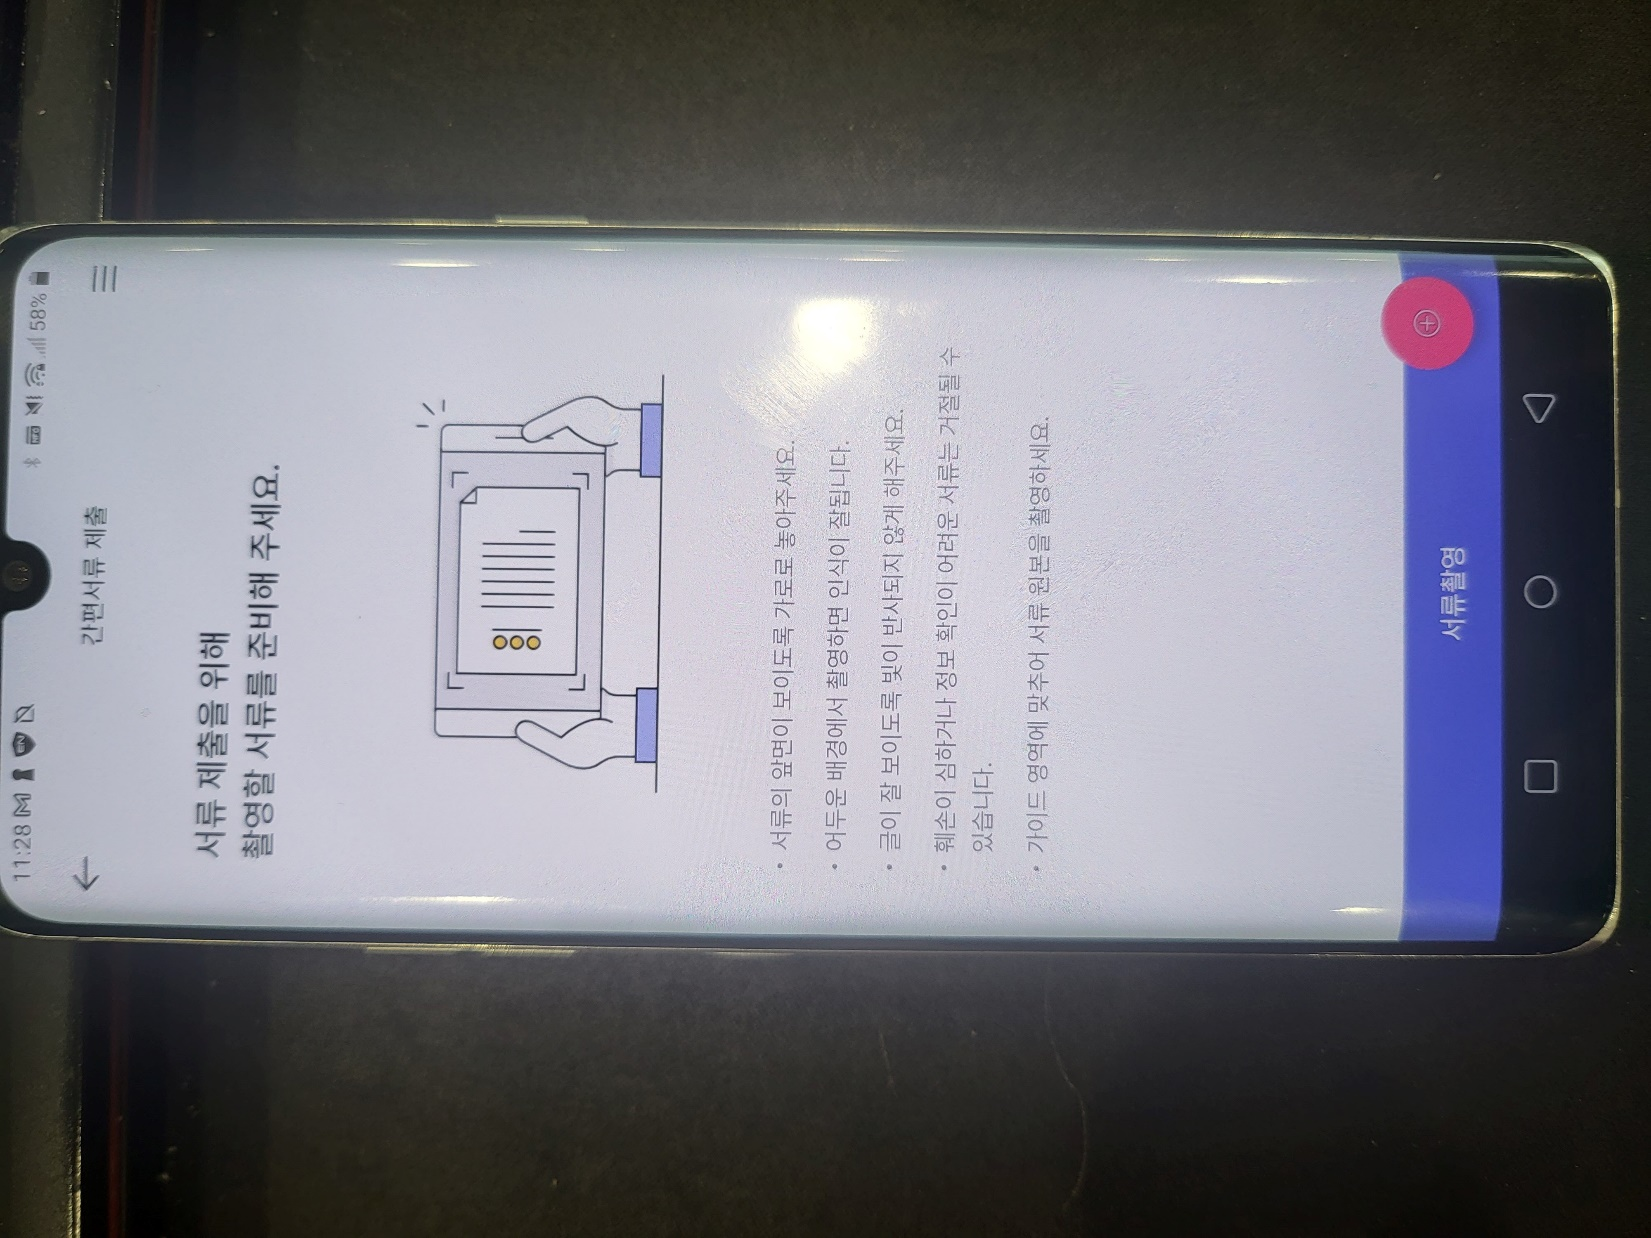 11:28
58%
간편서류 제출
서류 제출을 위해
촬영할 서류를 준비해 주세요.
• 서류의 앞면이 보이도록 가로로 놓아주세요.
• 어두운 배경에서 촬영하면 인식이 잘됩니다.
• 글이 잘 보이도록 빛이 반사되지 않게 해주세요.
• 훼손이 심하거나 정보 확인이 어려운 서류는 거절될 수
있습니다.
• 가이드 영역에 맞추어 서류 원본을 촬영하세요.
서류촬영